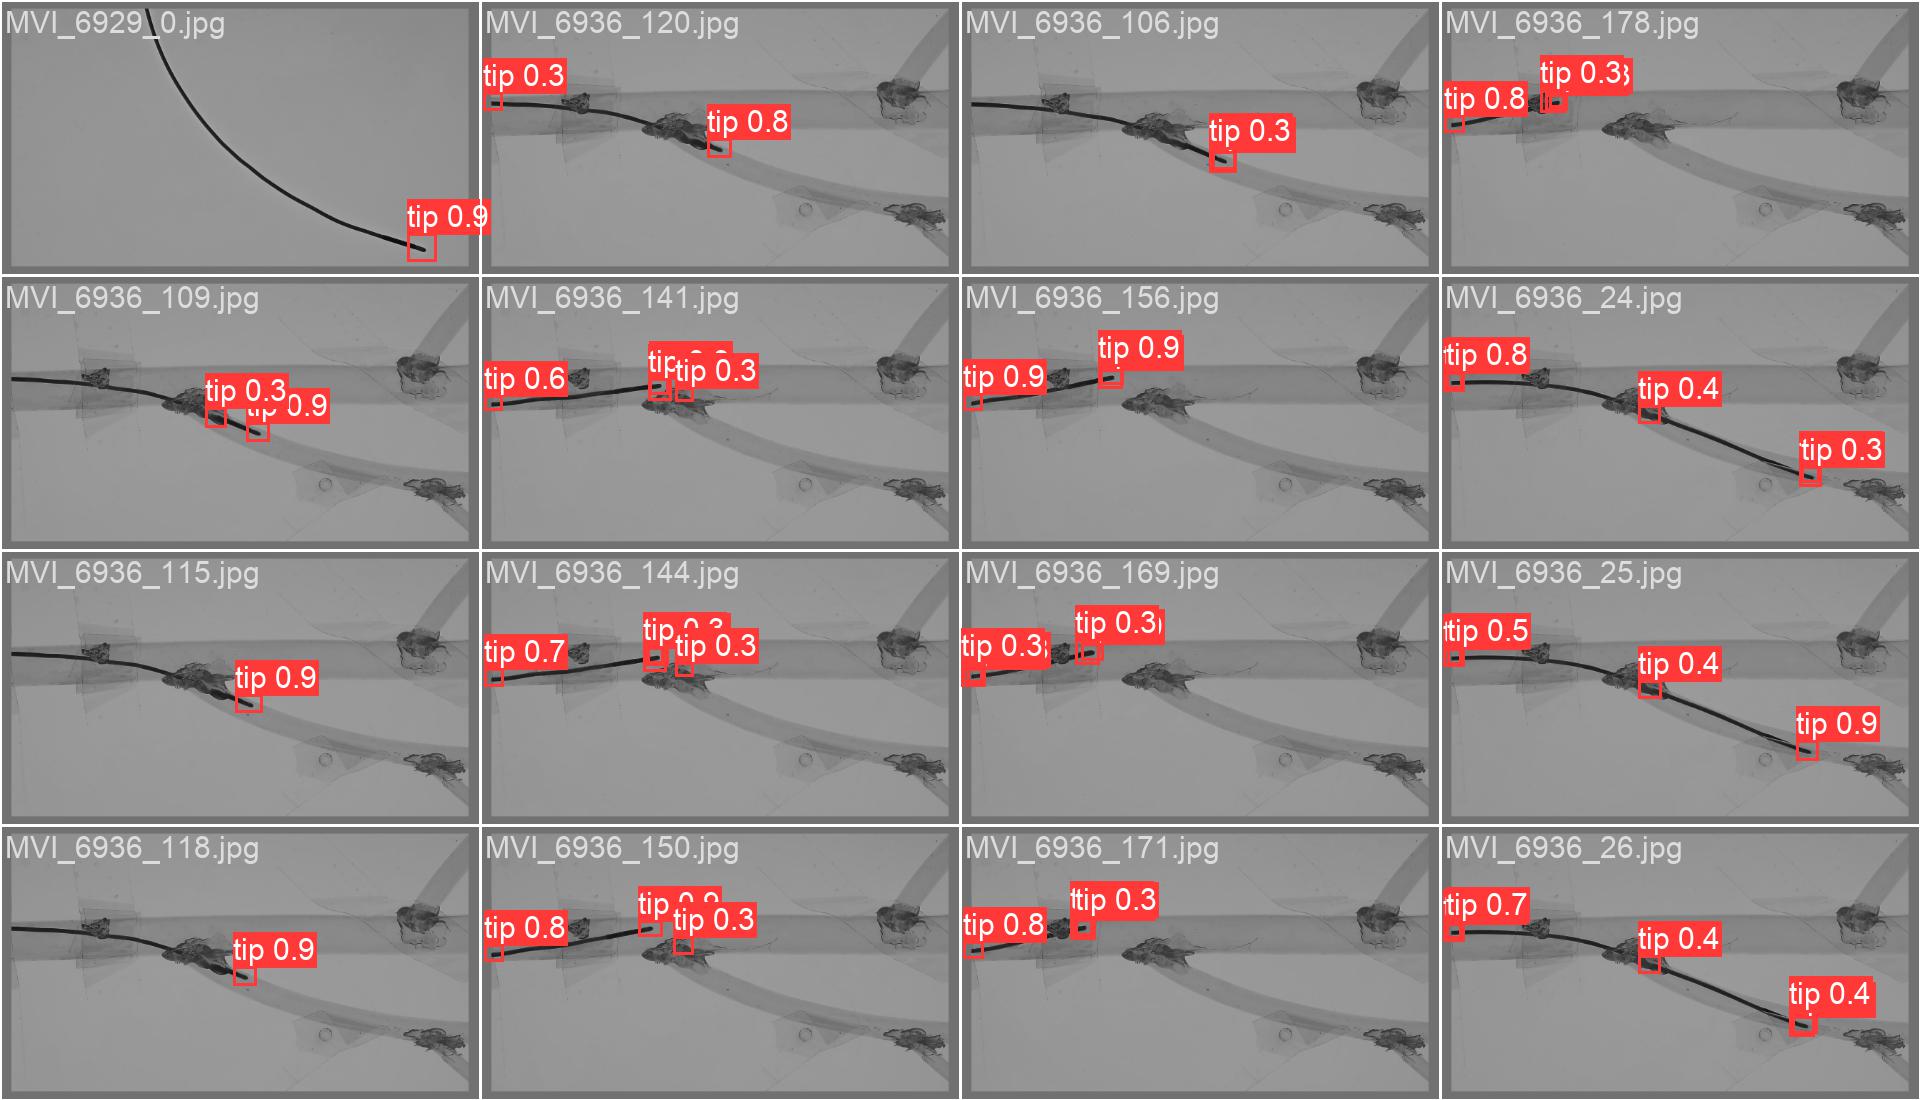 MVI_6929_0.jpg
tip 0.9
MVI_6936_120.jpg
tip 0.3
tip 0.8
MVI_6936_106.jpg
tip 0.3
MVI_6936_178.jpg
tip 0.3
tip 0.8
MVI_6936_109.jpg
tip 0.3
tip 0.9
MVI_6936_141.jpg
tip
tip 0.3
tip 0.6
MVI_6936_156.jpg
tip 0.9
tip 0.9
MVI_6936_24.jpg
tip 0.8
tip 0.4
tip 0.3
MVI_6936_115.jpg
tip 0.9
MVI_6936_144.jpg
tip
tip 0.3
tip 0.7
MVI_6936_169.jpg
tip 0.3
tip 0.3
MVI_6936_25.jpg
tip 0.5
tip 0.4
tip 0.9
MVI_6936_118.jpg
tip 0.9
MVI_6936_150.jpg
tip
tip 0.3
tip 0.8
MVI_6936_171.jpg
tip 0.3
tip 0.8
MVI_6936_26.jpg
tip 0.7
tip 0.4
tip 0.4